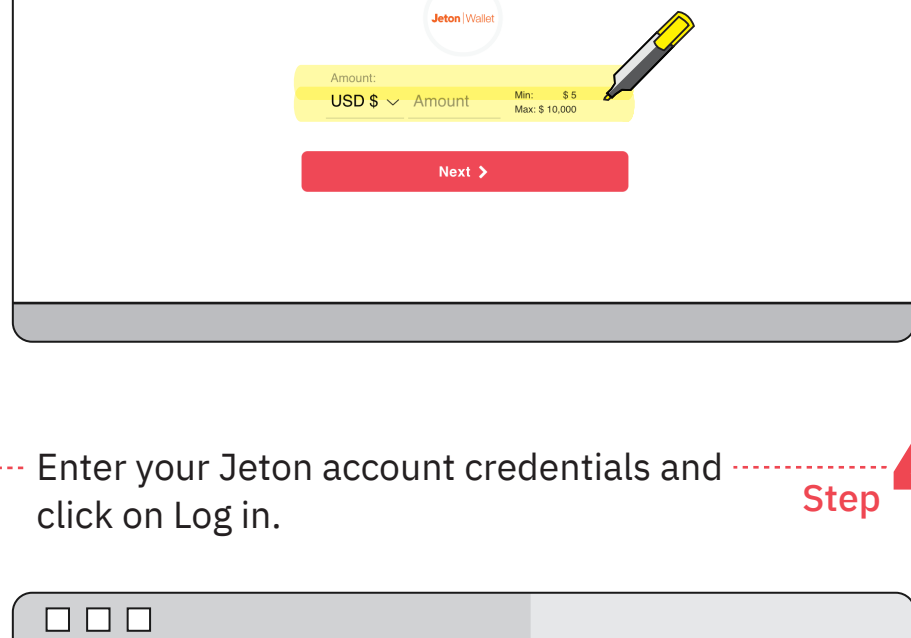 Jeton|Wallet
Amount:
USD $ Amount
Min: $ 5
Max: $ 10,000
Next
Enter your Jeton account credentials and
click on Log in.
Step